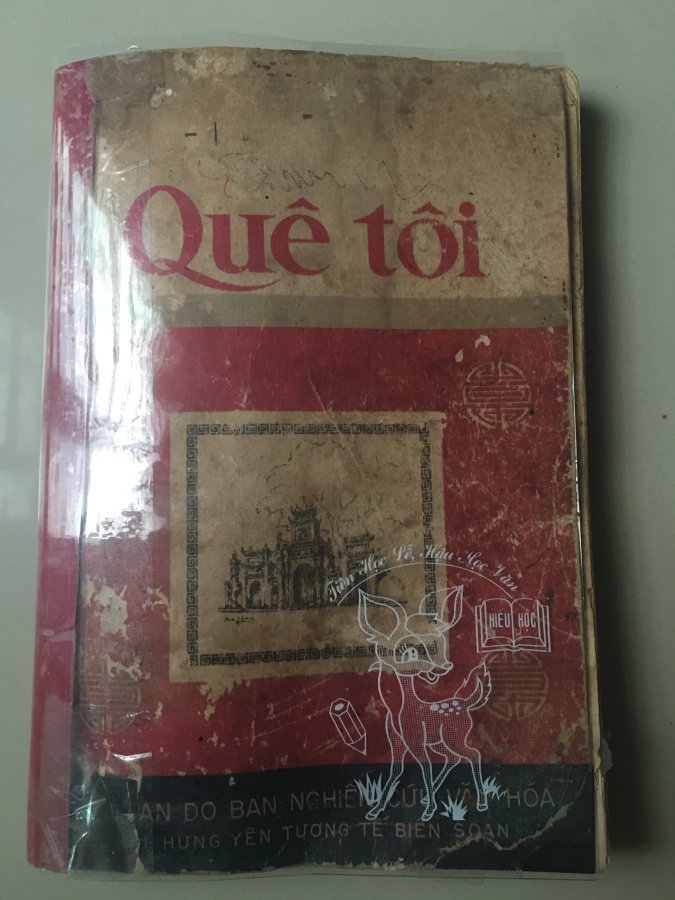 Quê tôi
Tiên Học Lễ, Hậu Học Văn
HIẾU HỌC
DO BAN NGHIÊN CỨU VĂN HÓA
HƯNG YÊN TƯƠNG TẾ BIÊN SOẠN